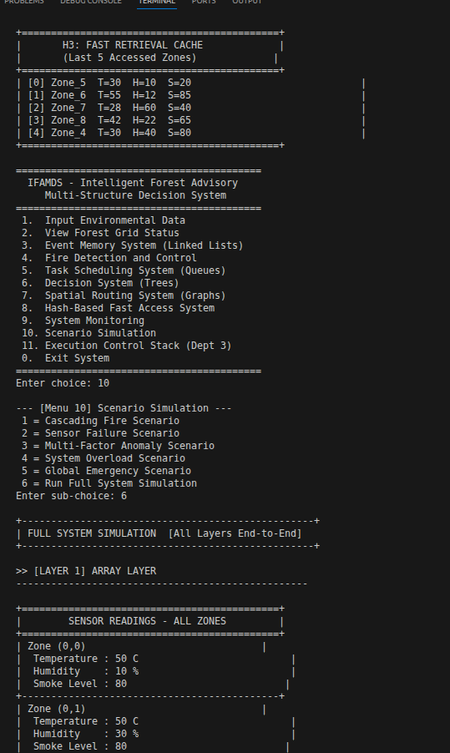 PROBLEMS DEBUG CONSOLE TERMINAL PORTS OUTPUT
+============================================+
|       H3: FAST RETRIEVAL CACHE             |
|       (Last 5 Accessed Zones)             |
+============================================+
| [0] Zone_5  T=30  H=10  S=20                             |
| [1] Zone_6  T=55  H=12  S=85                             |
| [2] Zone_7  T=28  H=60  S=40                             |
| [3] Zone_8  T=42  H=22  S=65                             |
| [4] Zone_4  T=30  H=40  S=80                             |
+============================================+
==========================================
  IFAMDS - Intelligent Forest Advisory
     Multi-Structure Decision System
==========================================
 1.  Input Environmental Data
 2.  View Forest Grid Status
 3.  Event Memory System (Linked Lists)
 4.  Fire Detection and Control
 5.  Task Scheduling System (Queues)
 6.  Decision System (Trees)
 7.  Spatial Routing System (Graphs)
 8.  Hash-Based Fast Access System
 9.  System Monitoring
 10. Scenario Simulation
 11. Execution Control Stack (Dept 3)
 0.  Exit System
==========================================
Enter choice: 10
--- [Menu 10] Scenario Simulation ---
 1 = Cascading Fire Scenario
 2 = Sensor Failure Scenario
 3 = Multi-Factor Anomaly Scenario
 4 = System Overload Scenario
 5 = Global Emergency Scenario
 6 = Run Full System Simulation
Enter sub-choice: 6
+--------------------------------------------------+
| FULL SYSTEM SIMULATION  [All Layers End-to-End]
+--------------------------------------------------+
>> [LAYER 1] ARRAY LAYER
--------------------------------------------------
+============================================+
|        SENSOR READINGS - ALL ZONES         |
+============================================+
| Zone (0,0)                              |
|  Temperature : 50 C                          |
|  Humidity    : 10 %                          |
|  Smoke Level : 80                           |
+--------------------------------------------+
| Zone (0,1)                              |
|  Temperature : 50 C                          |
|  Humidity    : 30 %                          |
|  Smoke Level : 80                           |